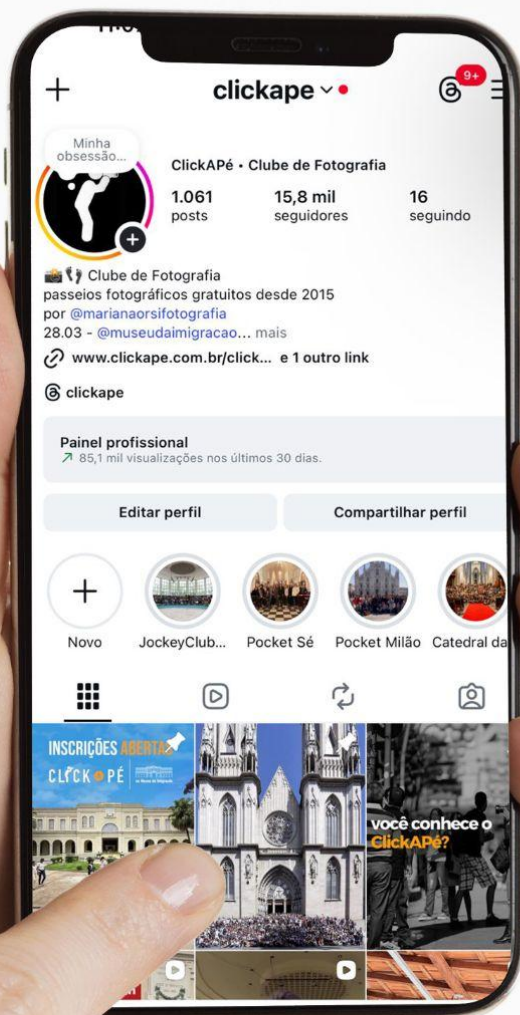 clickape
9+
Minha
obsessão...
ClickAPé • Clube de Fotografia
1.061
15,8 mil
16
posts
seguidores
seguindo
Clube de Fotografia
passeios fotográficos gratuitos desde 2015
por @marianaorsifotografia
28.03 - @museudaimigracao... mais
www.clickape.com.br/click... e 1 outro link
clickape
Painel profissional
85,1 mil visualizações nos últimos 30 dias.
Editar perfil
Compartilhar perfil
Novo
JockeyClub...
Pocket Sé
Pocket Milão
Catedral da
INSCRIÇÕES ABERTAS
CLICK PÉ
você conhece o
ClickAPé?